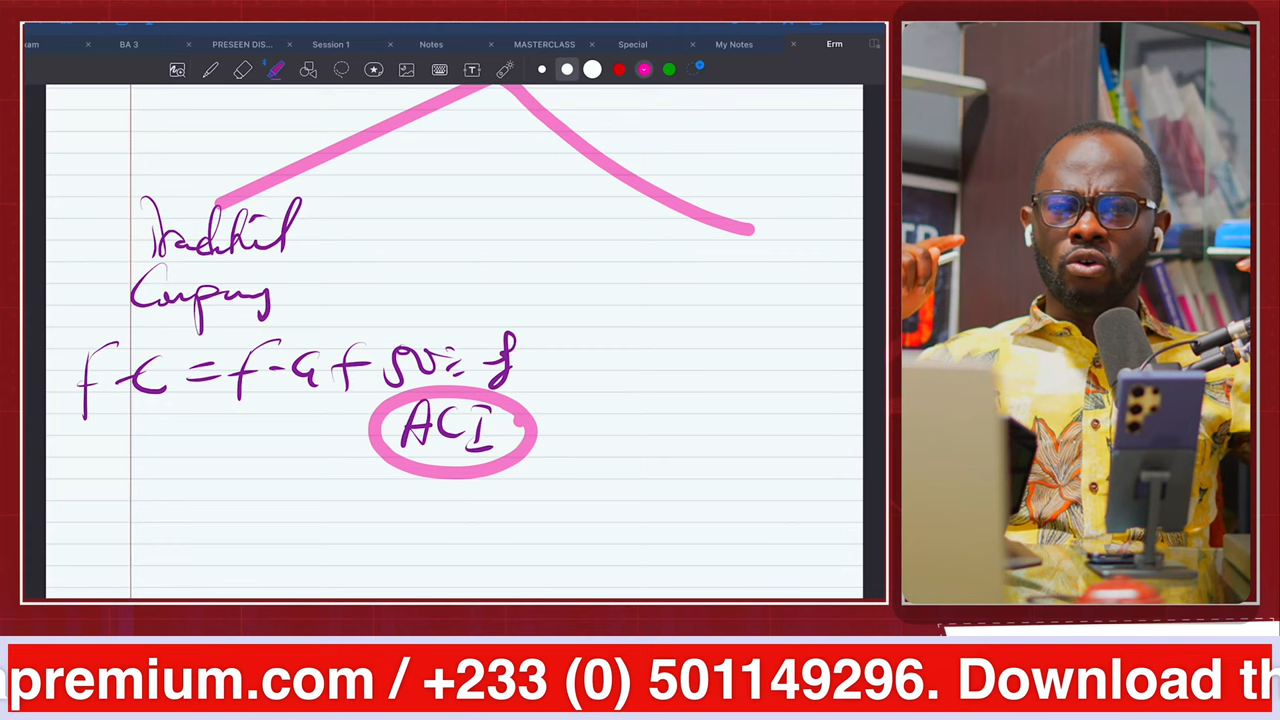 am
BA 3
PRESEEN DIS...
Session 1
Notes
MASTERCLASS
Special
My Notes
Erm
Company
ACI
premium.com / +233 (0) 501149296. Download th